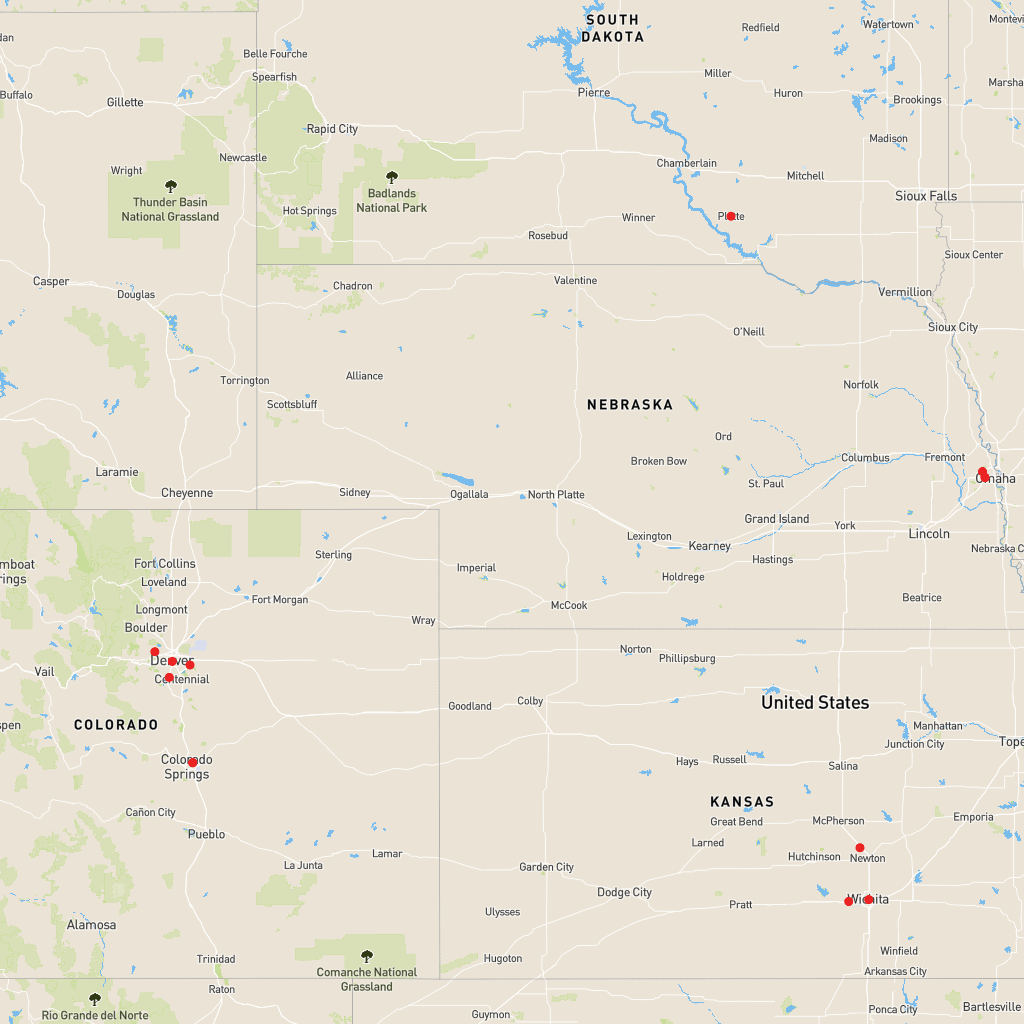 SOUTH
DAKOTA
Redfield
Watertown
Belle Fourche
Spearfish
Miller
Gillette
Buffalo
Pierre
Huron
Brookings
Rapid City
Madison
Newcastle
Chamberlain
Wright
Mitchell
Thunder Basin
National Grassland
Badlands
National Park
Sioux Falls
Hot Springs
Winner
Platte
Rosebud
Sioux Center
Casper
Douglas
Chadron
Valentine
Vermillion
O'Neill
Sioux City
Torrington
Alliance
Norfolk
Scottsbluff
NEBRASKA
Ord
Broken Bow
Columbus
Fremont
Laramie
Omaha
St. Paul
Cheyenne
Sidney
Ogallala
North Platte
Grand Island
York
Lincoln
Lexington
Kearney
Nebraska C
Hastings
Sterling
Fort Collins
Loveland
Imperial
Holdrege
Fort Morgan
Beatrice
Longmont
McCook
Boulder
Wray
Norton
Phillipsburg
Denver
Vail
Centennial
Goodland
Colby
United States
COLORADO
Manhattan
Junction City
Tope
Colorado
Springs
Hays
Russell
Salina
KANSAS
Cañon City
Great Bend
McPherson
Emporia
Pueblo
Larned
Lamar
Hutchinson
Newton
La Junta
Garden City
Dodge City
Wichita
Pratt
Ulysses
Alamosa
Winfield
Trinidad
Hugoton
Comanche National
Grassland
Arkansas City
Raton
Rio Grande del Norte
Guymon
Ponca City
Bartlesville